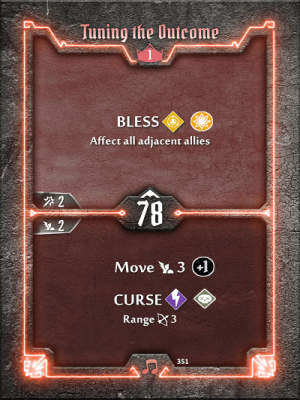 Tuning the Outcome
1
BLESS
Affect all adjacent allies
2
78
2
Move 3 +1
CURSE
Range 3
351